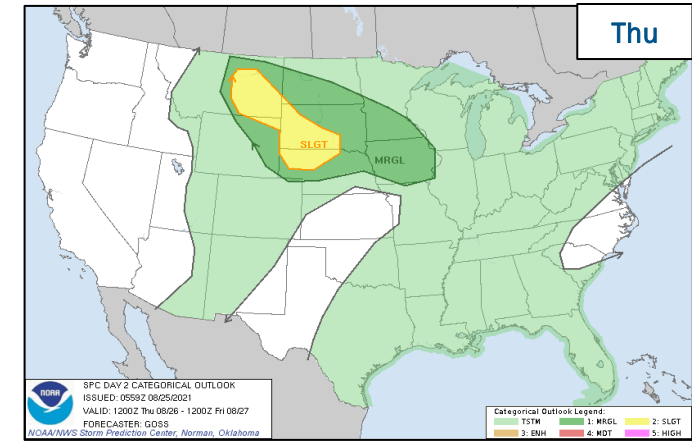 Thu
SLGT
MRGL
NOAA
SPC DAY 2 CATEGORICAL OUTLOOK
ISSUED: 0559Z 08/25/2021
VALID: 1200Z Thu 08/26 - 1200Z Fri 08/27
FORECASTER: GOSS
NOAA/NWS Storm Prediction Center, Norman, Oklahoma
Categorical Outlook Legend:
TSTM 1: MRGL 2: SLGT
3: ENH 4: MDT 5: HIGH